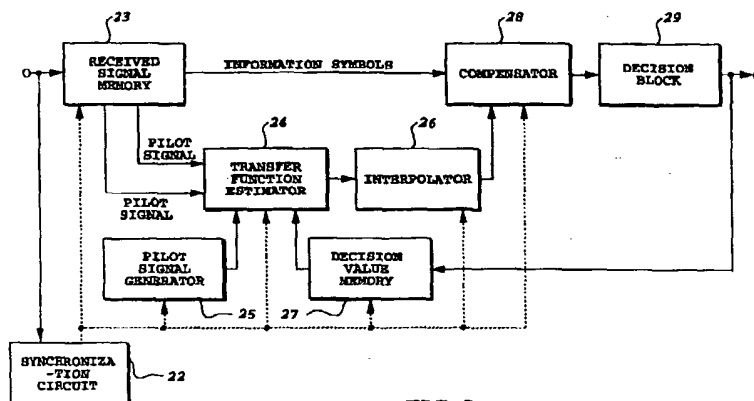 23
28
29
RECEIVED
SIGNAL
MEMORY
INFORMATION SYMBOLS
COMPENSATOR
DECISION
BLOCK
24
26
PILOT
SIGNAL
PILOT
SIGNAL
TRANSFER
FUNCTION
ESTIMATOR
INTERPOLATOR
PILOT
SIGNAL
GENERATOR
DECISION
VALUE
MEMORY
25
27
SYNCHRONIZA
-TION
CIRCUIT
22